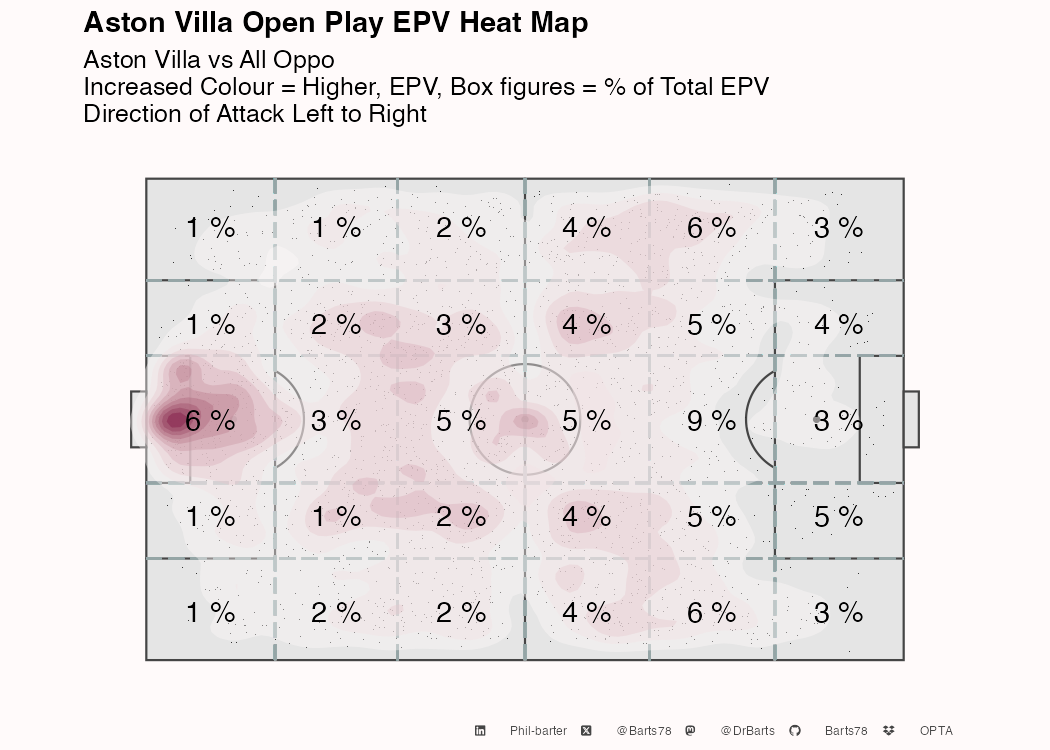 Aston Villa Open Play EPV Heat Map
Aston Villa vs All Oppo
Increased Colour = Higher, EPV, Box figures = % of Total EPV
Direction of Attack Left to Right
1 % 1 % 2 % 4 % 6 % 3 %
1 % 2 % 3 % 4 % 5 % 4 %
6 % 3 % 5 % 5 % 9 % 3 %
1 % 1 % 2 % 4 % 5 % 5 %
1 % 2 % 2 % 4 % 6 % 3 %
Phil-barter @Barts78 @DrBarts Barts78 OPTA